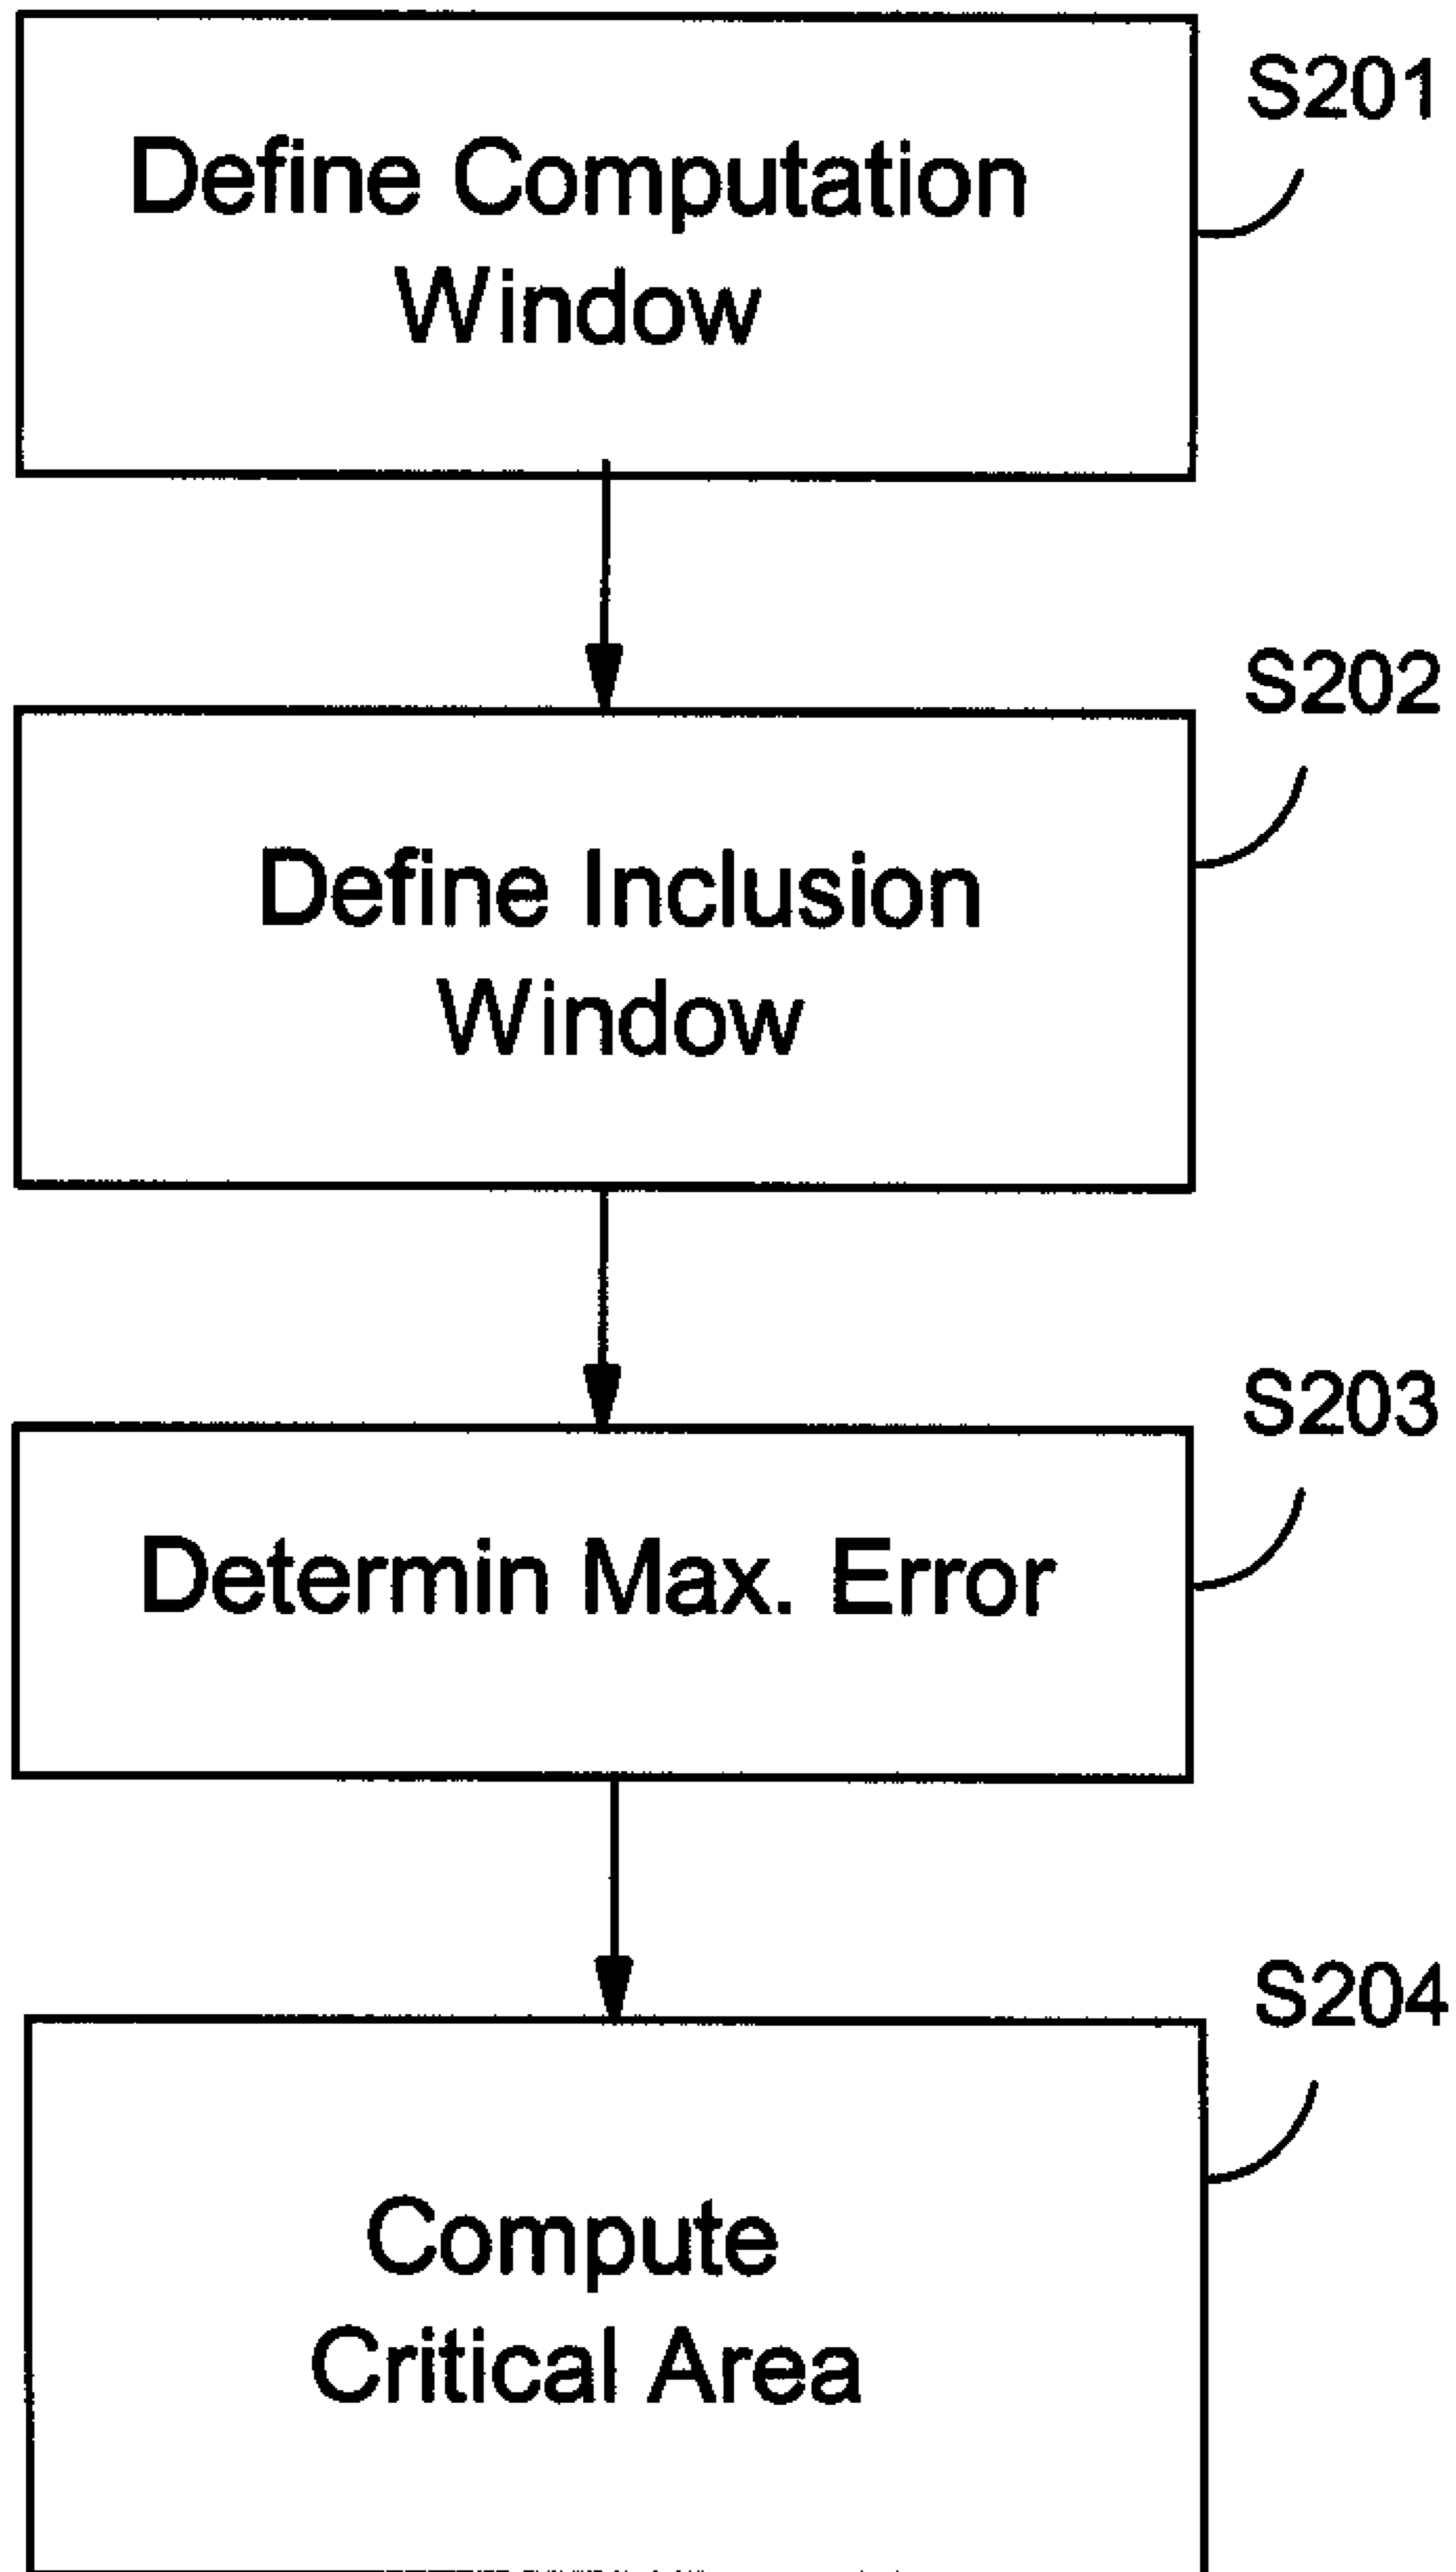 S201
Define Computation
Window
S202
Define Inclusion
Window
S203
Determin Max. Error
S204
Compute
Critical Area